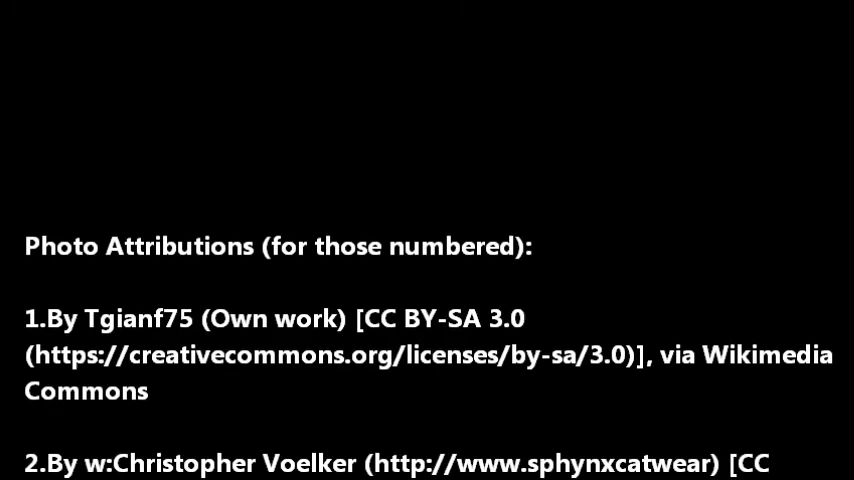 Photo Attributions (for those numbered):
1.By Tgianf75 (Own work) [CC BY-SA 3.0
(https://creativecommons.org/licenses/by-sa/3.0)], via Wikimedia
Commons
2.By w:Christopher Voelker (http://www.sphynxcatwear) [CC